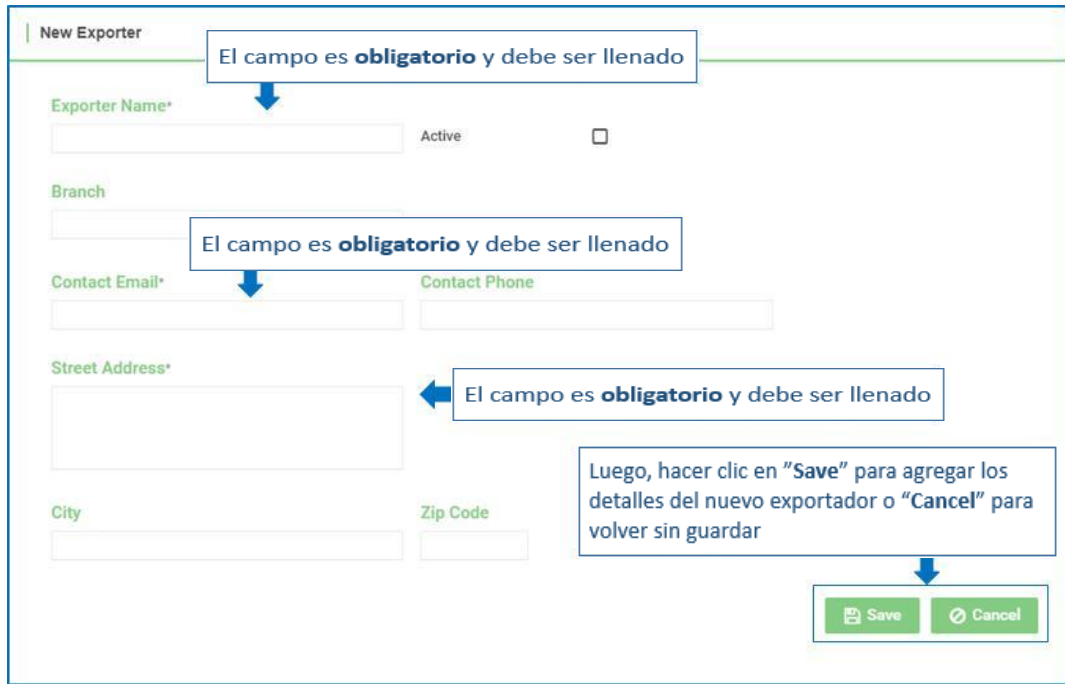 New Exporter
El campo es obligatorio y debe ser llenado
Exporter Name*
Active
Branch
El campo es obligatorio y debe ser llenado
Contact Email*
Contact Phone
Street Address*
El campo es obligatorio y debe ser llenado
Luego, hacer clic en ”Save” para agregar los
detalles del nuevo exportador o “Cancel” para
volver sin guardar
City
Zip Code
Save
Cancel